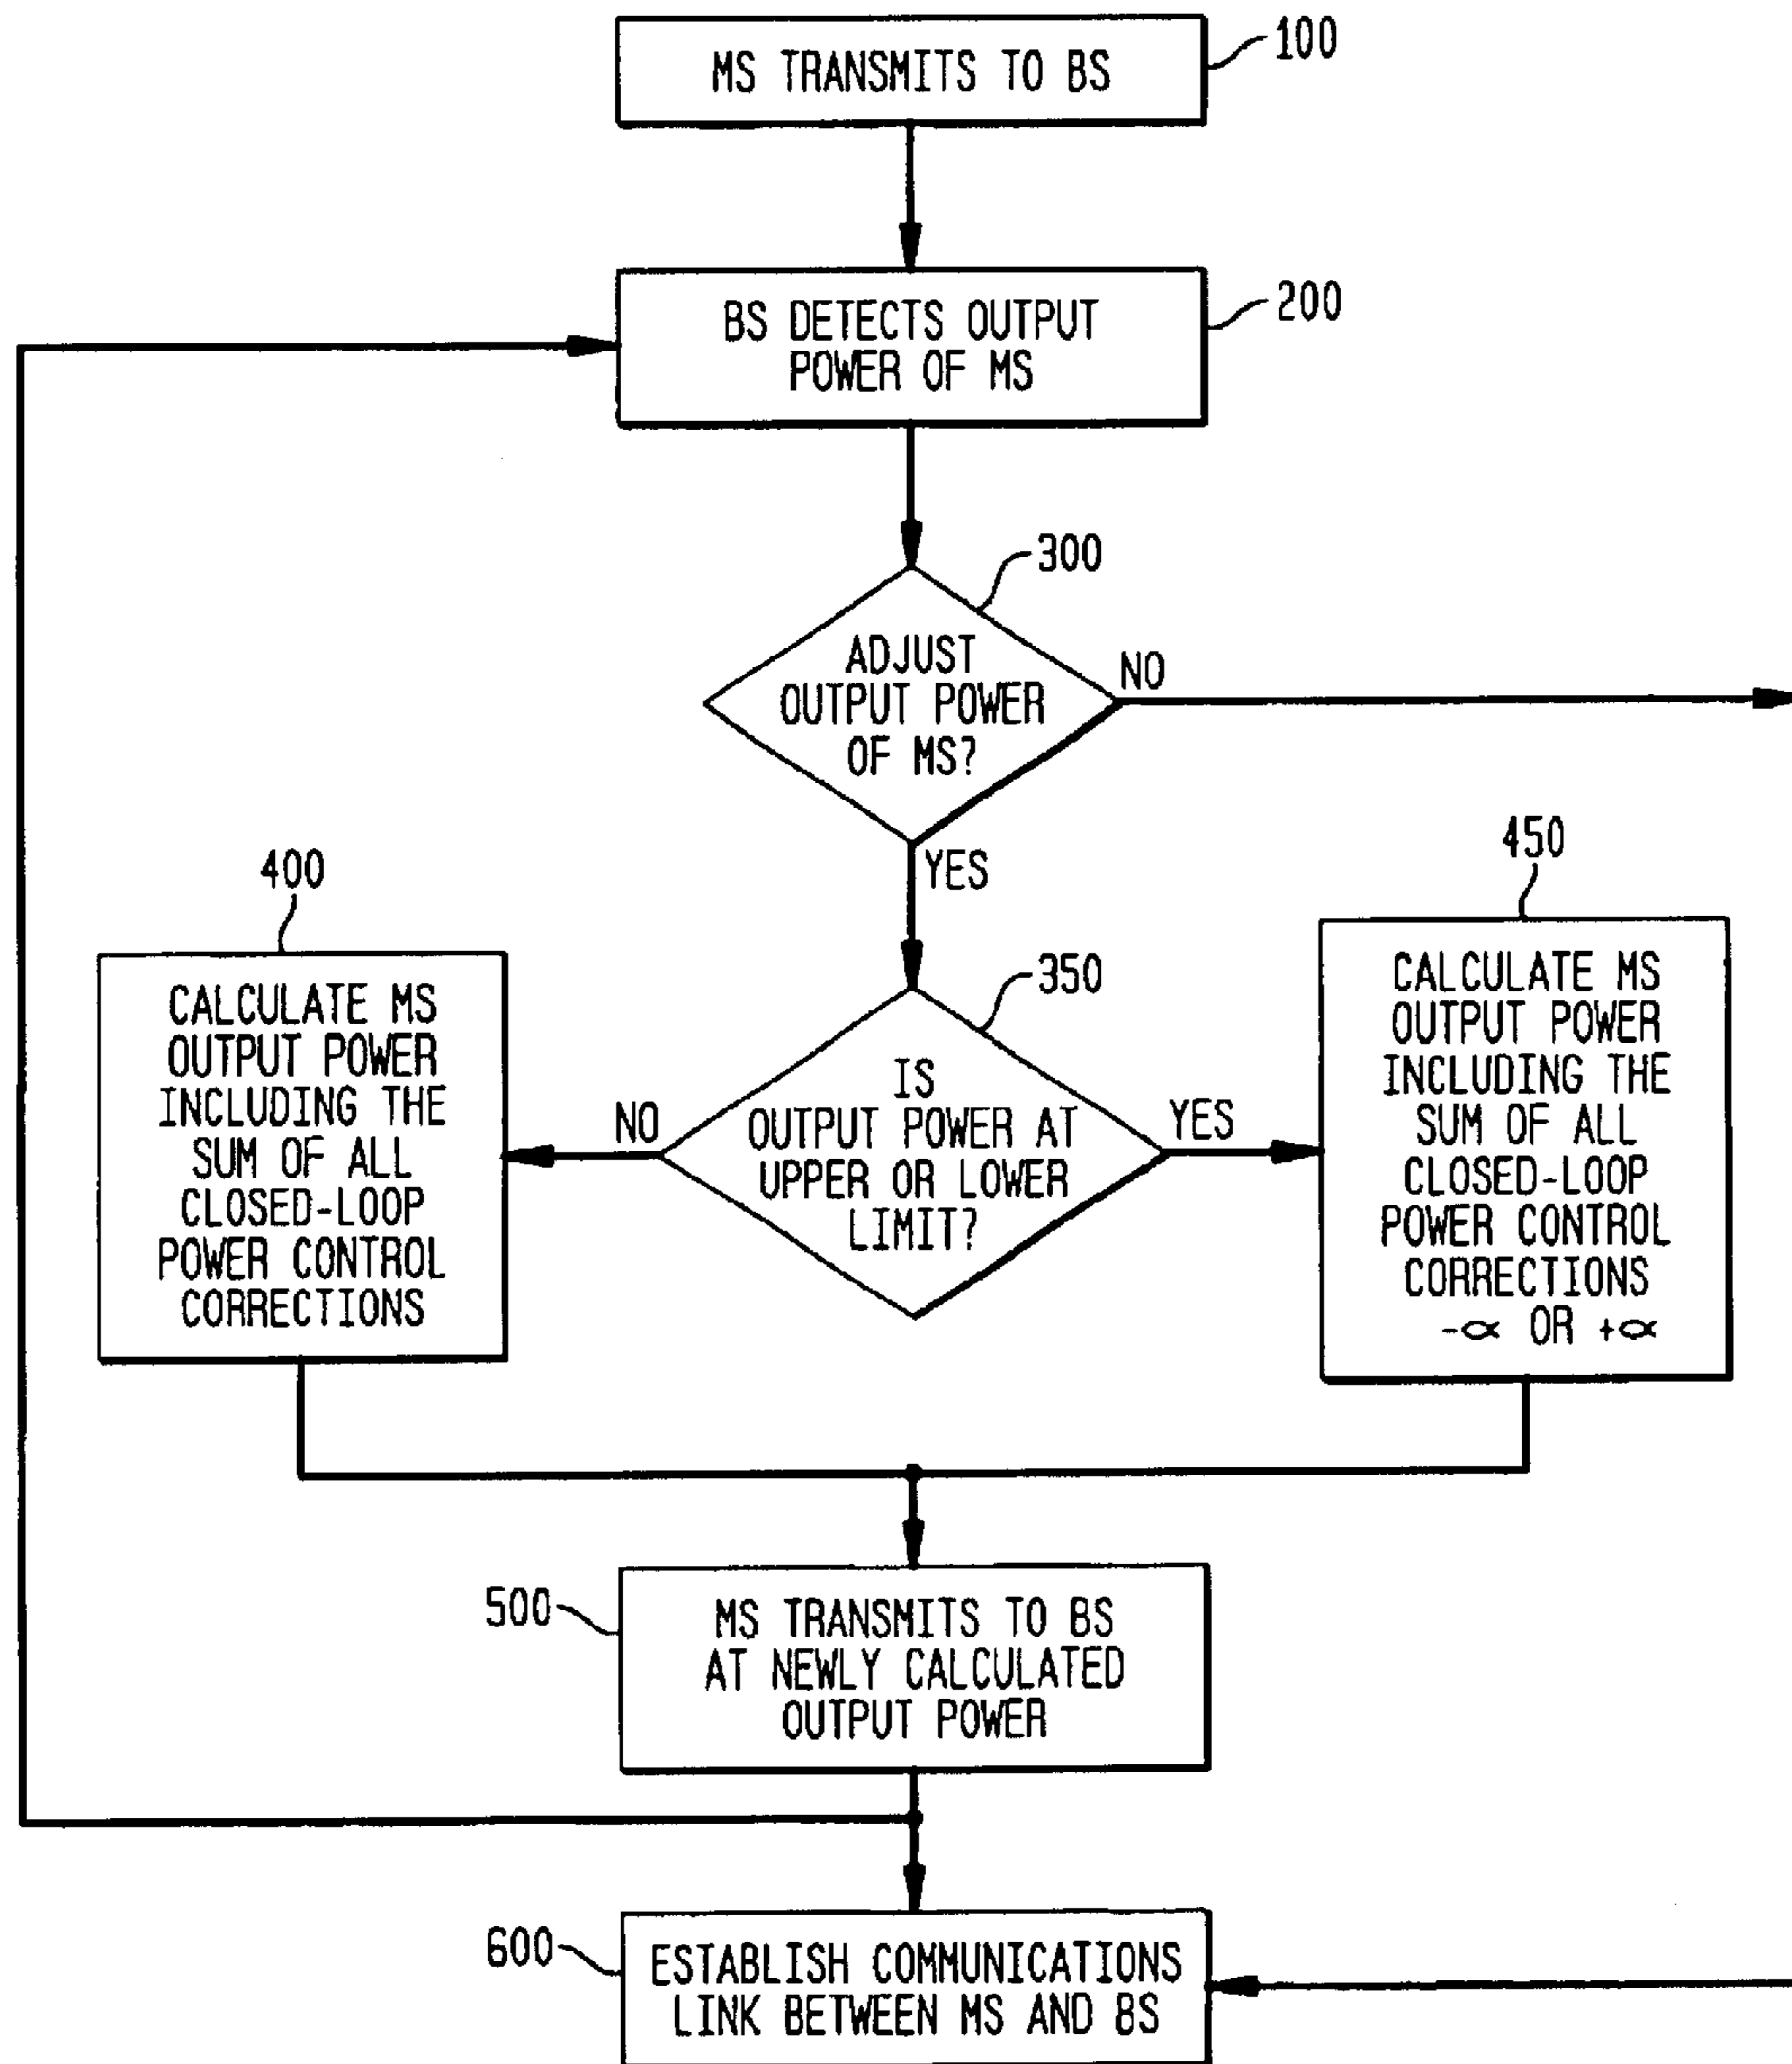 MS TRANSMITS TO BS
100
BS DETECTS OUTPUT
POWER OF MS
200
300
ADJUST
OUTPUT POWER
OF MS?
NO
YES
400
CALCULATE MS
OUTPUT POWER
INCLUDING THE
SUM OF ALL
CLOSED-LOOP
POWER CONTROL
CORRECTIONS
350
IS
OUTPUT POWER AT
UPPER OR LOWER
LIMIT?
NO
YES
450
CALCULATE MS
OUTPUT POWER
INCLUDING THE
SUM OF ALL
CLOSED-LOOP
POWER CONTROL
CORRECTIONS
-α OR +α
500
MS TRANSMITS TO BS
AT NEWLY CALCULATED
OUTPUT POWER
600
ESTABLISH COMMUNICATIONS
LINK BETWEEN MS AND BS